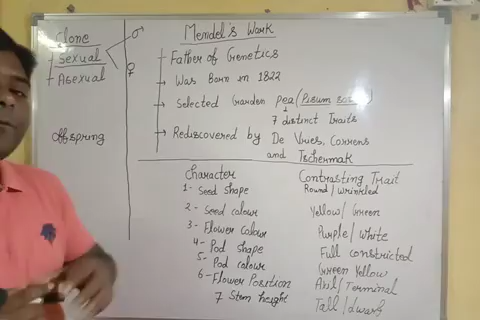 Clone
Sexual
Asexual
♂
♀
Offspring
Mendel's Work
Father of Genetics
Was Born in 1822
Selected Garden pea (Pisum
7 distinct Traits
Rediscovered by De Vries, Correns
and Tschermak
Character Contrasting Trait
1- Seed shape Round/Wrinkled
2- Seed colour Yellow/Green
3- Flower colour Purple/White
4- Pod shape Full constricted
5- Pod colour Green Yellow
6- Flower Position Terminal
7 Stem height Tall/dwarf